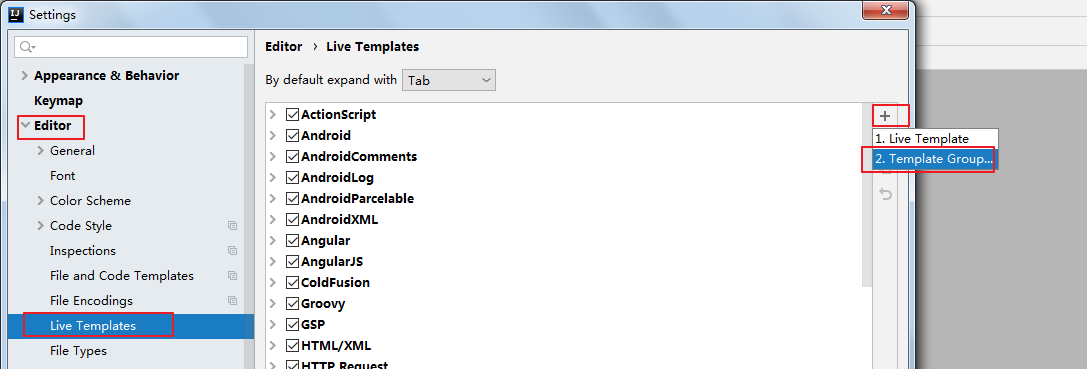 IJ Settings
Appearance & Behavior
Keymap
Editor
General
Font
Color Scheme
Code Style
Inspections
File and Code Templates
File Encodings
Live Templates
File Types
Editor › Live Templates
By default expand with Tab
ActionScript
Android
AndroidComments
AndroidLog
AndroidParcelable
AndroidXML
Angular
AngularJS
ColdFusion
Groovy
GSP
HTML/XML
HTTP Request
1. Live Template
2. Template Group...